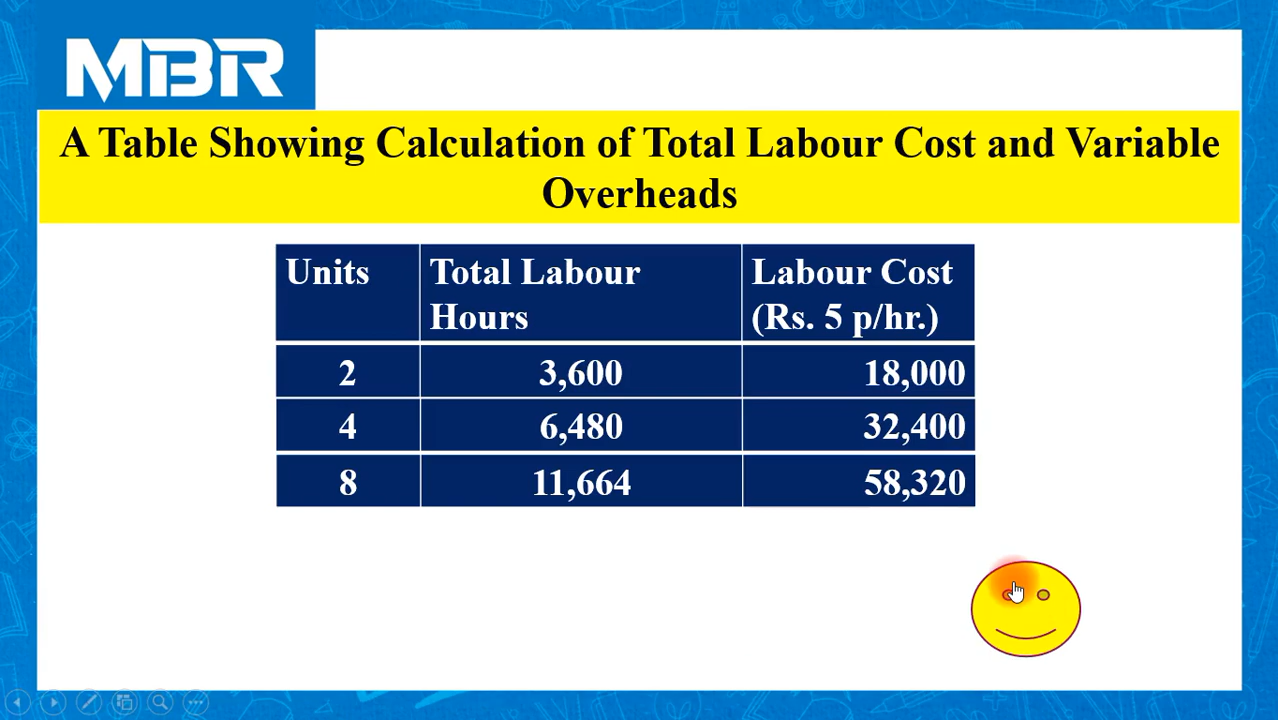 MBR
A Table Showing Calculation of Total Labour Cost and Variable
Overheads
Units Total Labour Hours Labour Cost (Rs. 5 p/hr.)
2 3,600 18,000
4 6,480 32,400
8 11,664 58,320